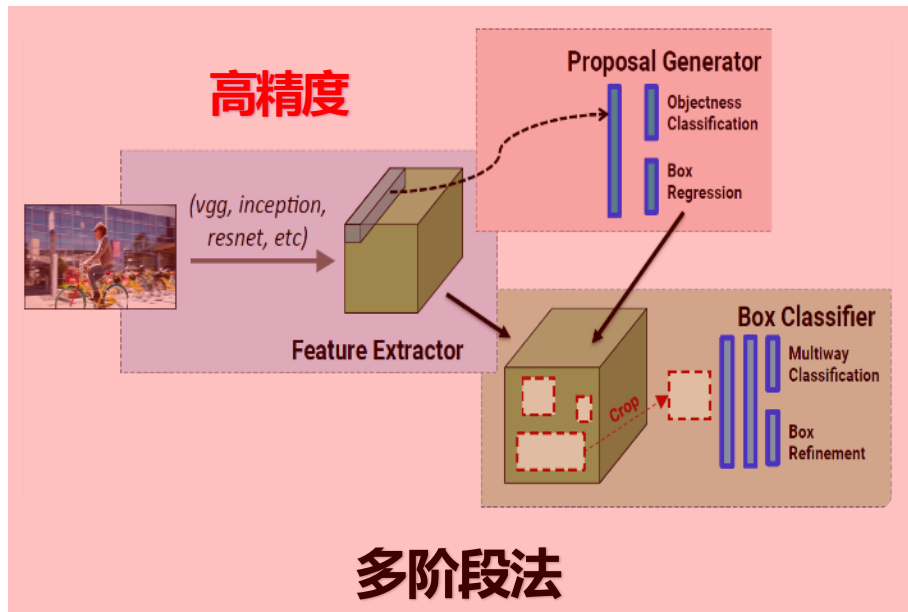 高精度
Proposal Generator
Objectness
Classification
Box
Regression
(vgg, inception,
resnet, etc)
Feature Extractor
Box Classifier
Multiway
Classification
Crop
Box
Refinement
多阶段法